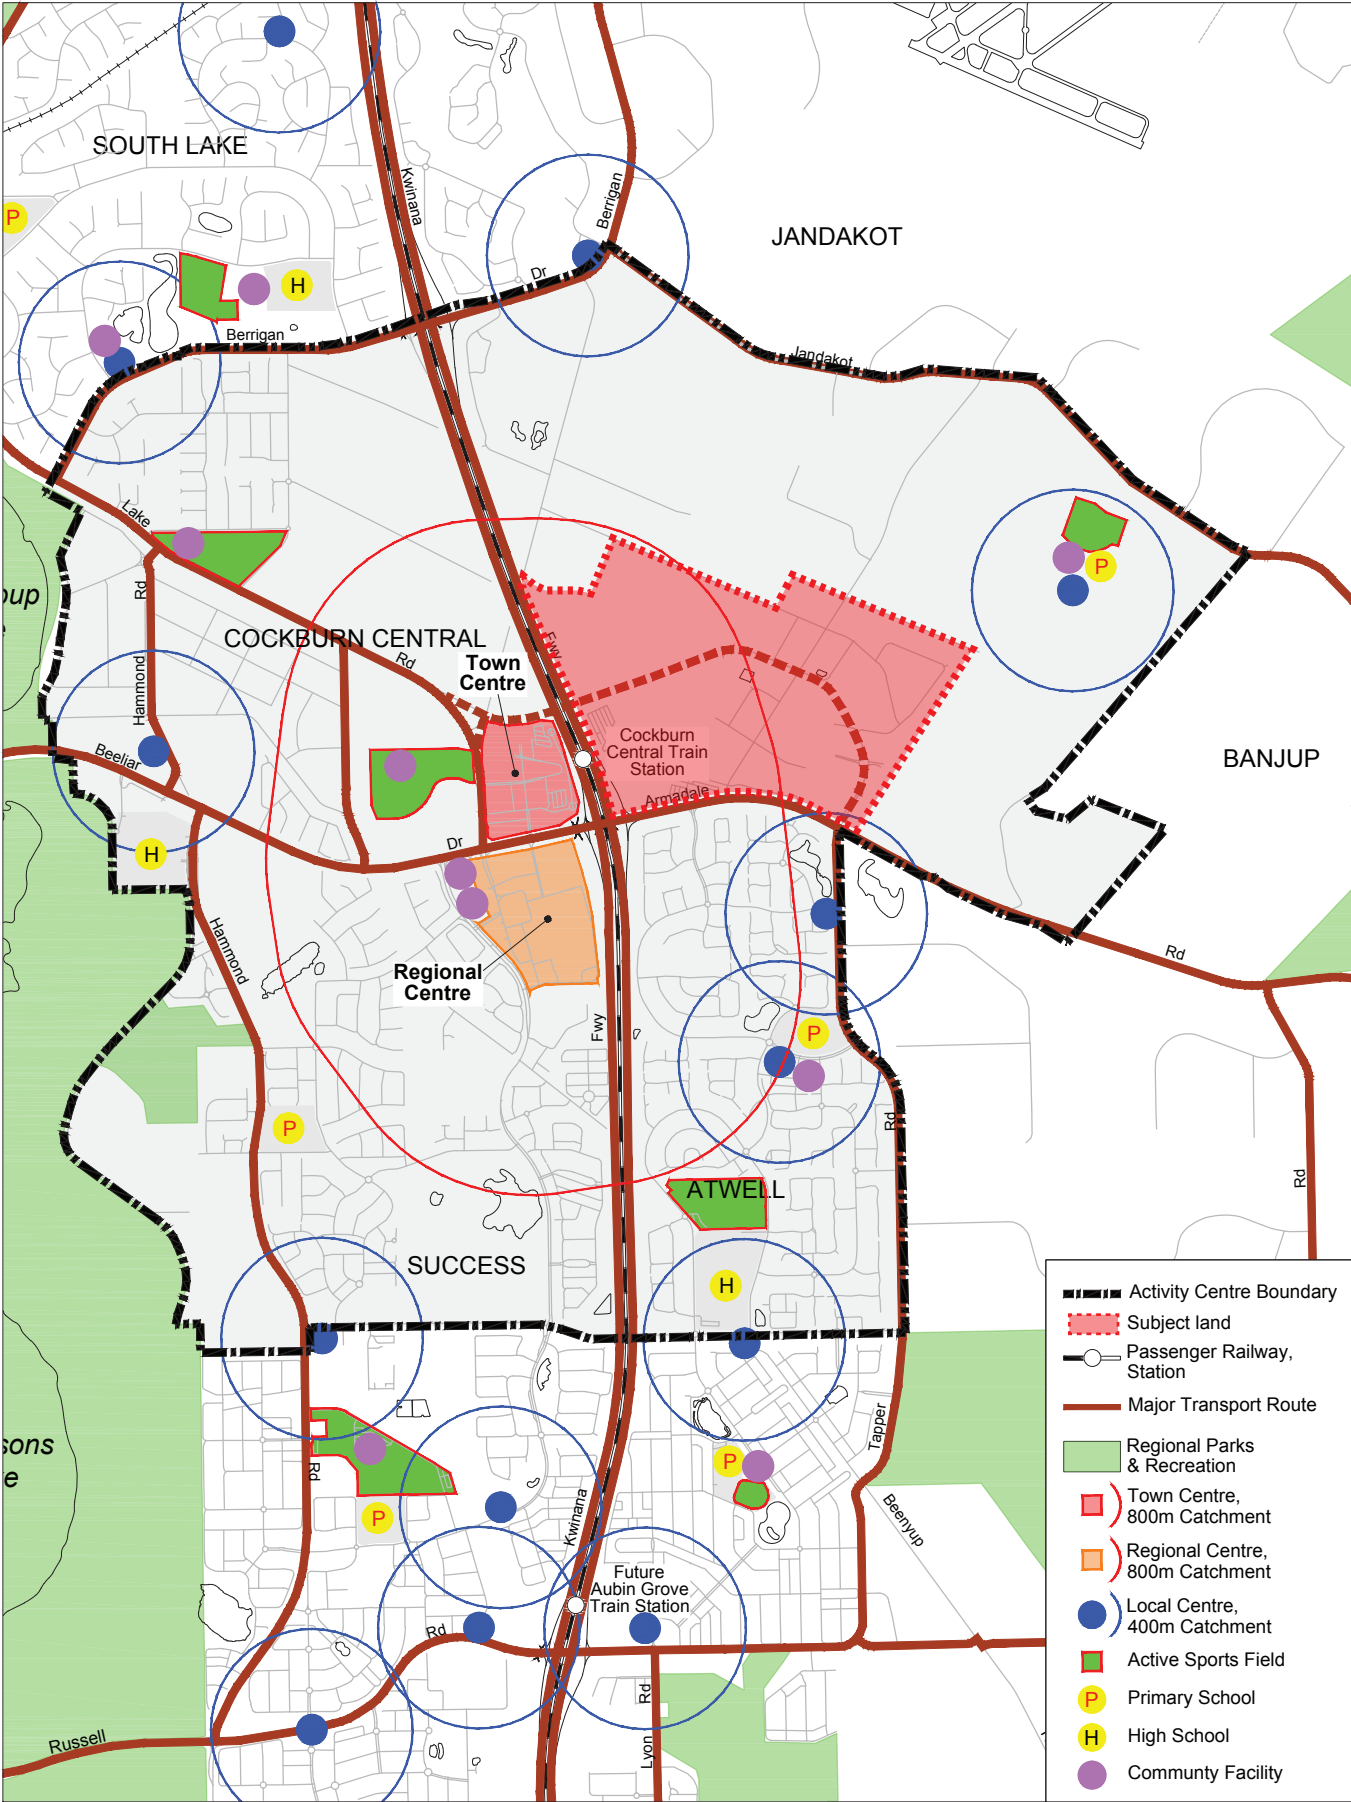 SOUTH LAKE
Kwinana
Berrigan
JANDAKOT
P
Dr
H
Berrigan
Jandakot
Lake
P
Rd
oup
e
COCKBURN CENTRAL
Rd
Fwy
Town
Centre
Hammond
Cockburn
Central Train
Station
Beeliar
Armadale
BANJUP
Dr
H
Hammond
Rd
Regional
Centre
Fwy
P
Rd
P
Rd
ATWELL
SUCCESS
H
Activity Centre Boundary
Subject land
Passenger Railway,
Station
Major Transport Route
Regional Parks
& Recreation
Town Centre,
800m Catchment
Regional Centre,
800m Catchment
Local Centre,
400m Catchment
Active Sports Field
P Primary School
H High School
Communty Facility
sons
e
Rd
P
Tapper
P
Kwinana
Beenyup
Future
Aubin Grove
Train Station
Rd
Rd
Lyon
Russell